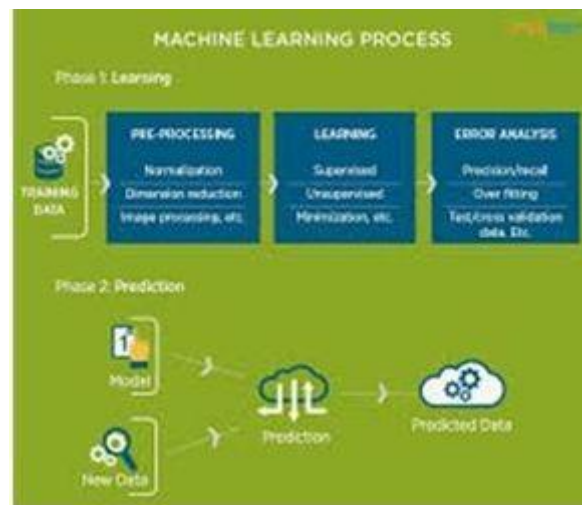 MACHINE LEARNING PROCESS
Phase 1: Learning
TRAINING
DATA
PRE-PROCESSING
Normalization
Dimension reduction
Image processing, etc.
LEARNING
Supervised
Unsupervised
Minimization, etc.
ERROR ANALYSIS
Precision/recall
Over fitting
Test/cross validation
data, Etc.
Phase 2: Prediction
Model
New Data
Prediction
Predicted Data